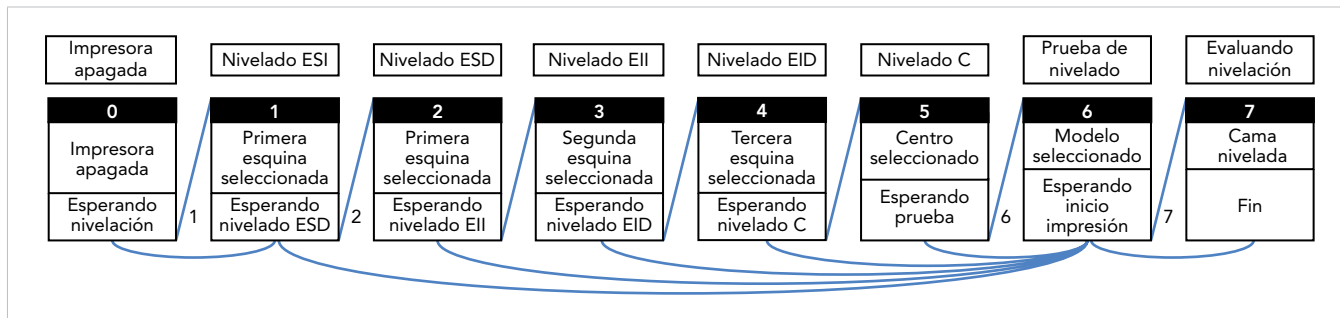 Impresora
apagada
Nivelado ESI
Nivelado ESD
Nivelado EII
Nivelado EID
Nivelado C
Prueba de
nivelado
Evaluando
nivelación
0
1
2
3
4
5
6
7
Impresora
apagada
Esperando
nivelación
1
Primera
esquina
seleccionada
Esperando
nivelado ESD
2
Primera
esquina
seleccionada
Esperando
nivelado EII
Segunda
esquina
seleccionada
Esperando
nivelado EID
Tercera
esquina
seleccionada
Esperando
nivelado C
Centro
seleccionado
Esperando
prueba
6
Modelo
seleccionado
Esperando
inicio
impresión
7
Cama
nivelada
Fin